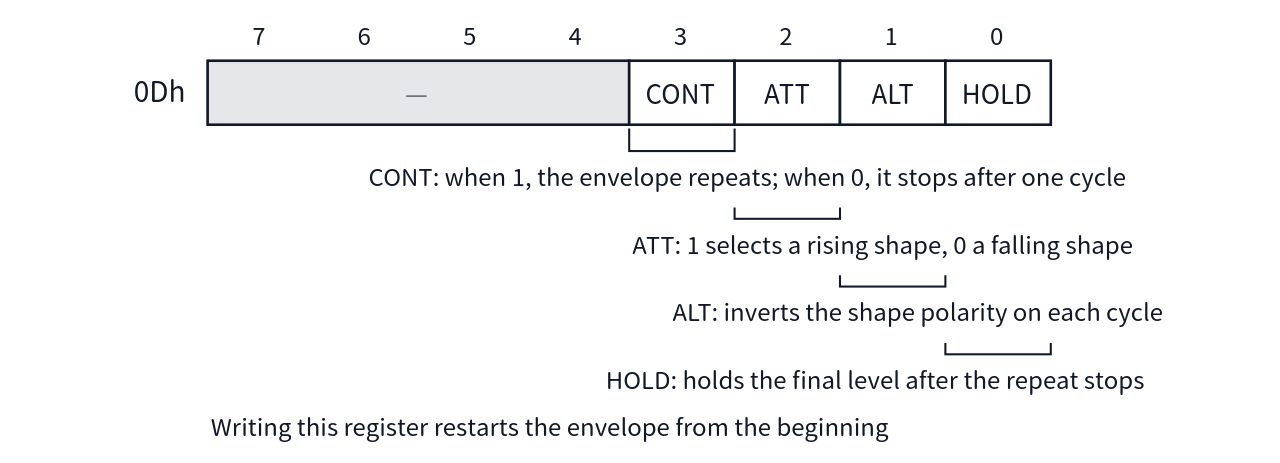 7 6 5 4 3 2 1 0
0Dh — CONT ATT ALT HOLD
CONT: when 1, the envelope repeats; when 0, it stops after one cycle
ATT: 1 selects a rising shape, 0 a falling shape
ALT: inverts the shape polarity on each cycle
HOLD: holds the final level after the repeat stops
Writing this register restarts the envelope from the beginning